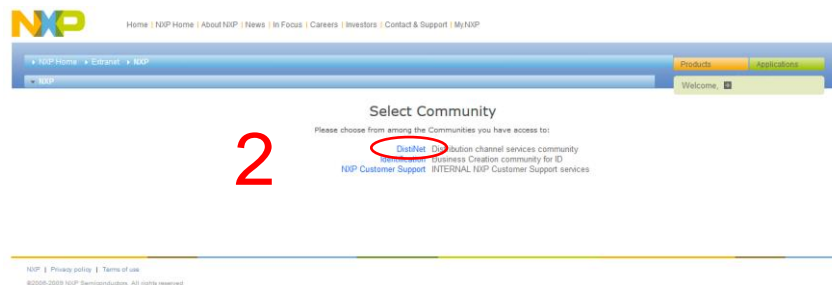 NXP
Home | NXP Home | About NXP | News | In Focus | Careers | Investors | Contact & Support | My.NXP
NXP Home Extranet NXP
Products Applications
NXP
Welcome,
Select Community
Please choose from among the Communities you have access to:
2
DistiNet Distribution channel services community
Identification Business Creation community for ID
NXP Customer Support INTERNAL NXP Customer Support services
NXP | Privacy policy | Terms of use
©2006-2009 NXP Semiconductors. All rights reserved.